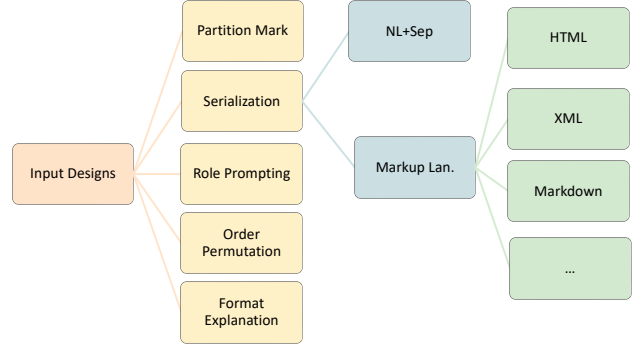 Input Designs
Partition Mark
Serialization
Role Prompting
Order
Permutation
Format
Explanation
NL+Sep
Markup Lan.
HTML
XML
Markdown
...